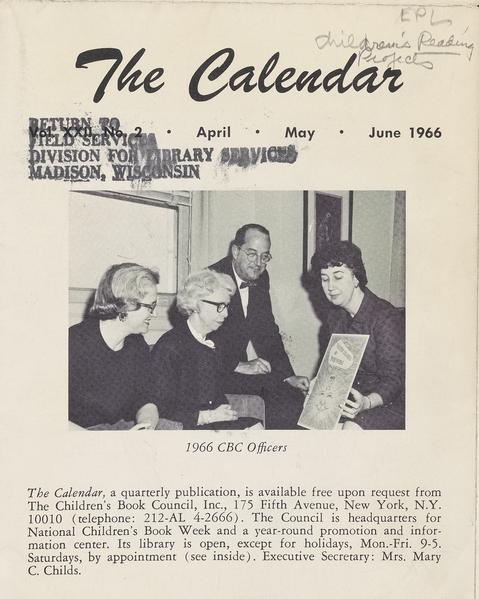 EPL
Children's Reading
Projects
The Calendar
RETURN TO
Vol. XXII, No. 2 · April · May · June 1966
FIELD SERVICES
DIVISION FOR LIBRARY SERVICES
MADISON, WISCONSIN
1966 CBC Officers
The Calendar, a quarterly publication, is available free upon request from
The Children's Book Council, Inc., 175 Fifth Avenue, New York, N.Y.
10010 (telephone: 212-AL 4-2666). The Council is headquarters for
National Children's Book Week and a year-round promotion and infor-
mation center. Its library is open, except for holidays, Mon.-Fri. 9-5.
Saturdays, by appointment (see inside). Executive Secretary: Mrs. Mary
C. Childs.